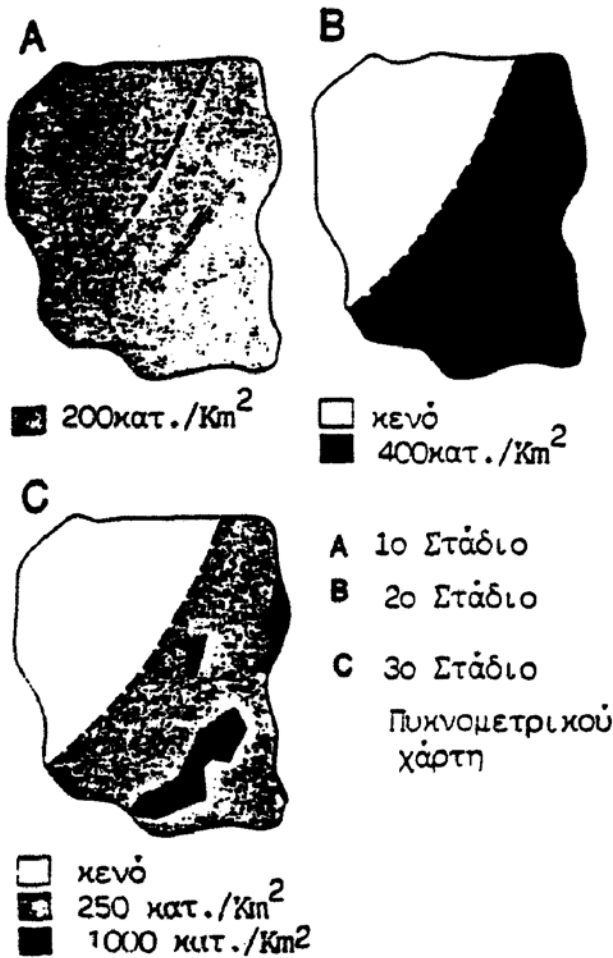 A
B
200κατ./Km²
κενό
400κατ./Km²
C
A 1ο Στάδιο
B 2ο Στάδιο
C 3ο Στάδιο
Πυκνομετρικού
χάρτη
κενό
250 κατ./Km²
1000 κατ./Km²